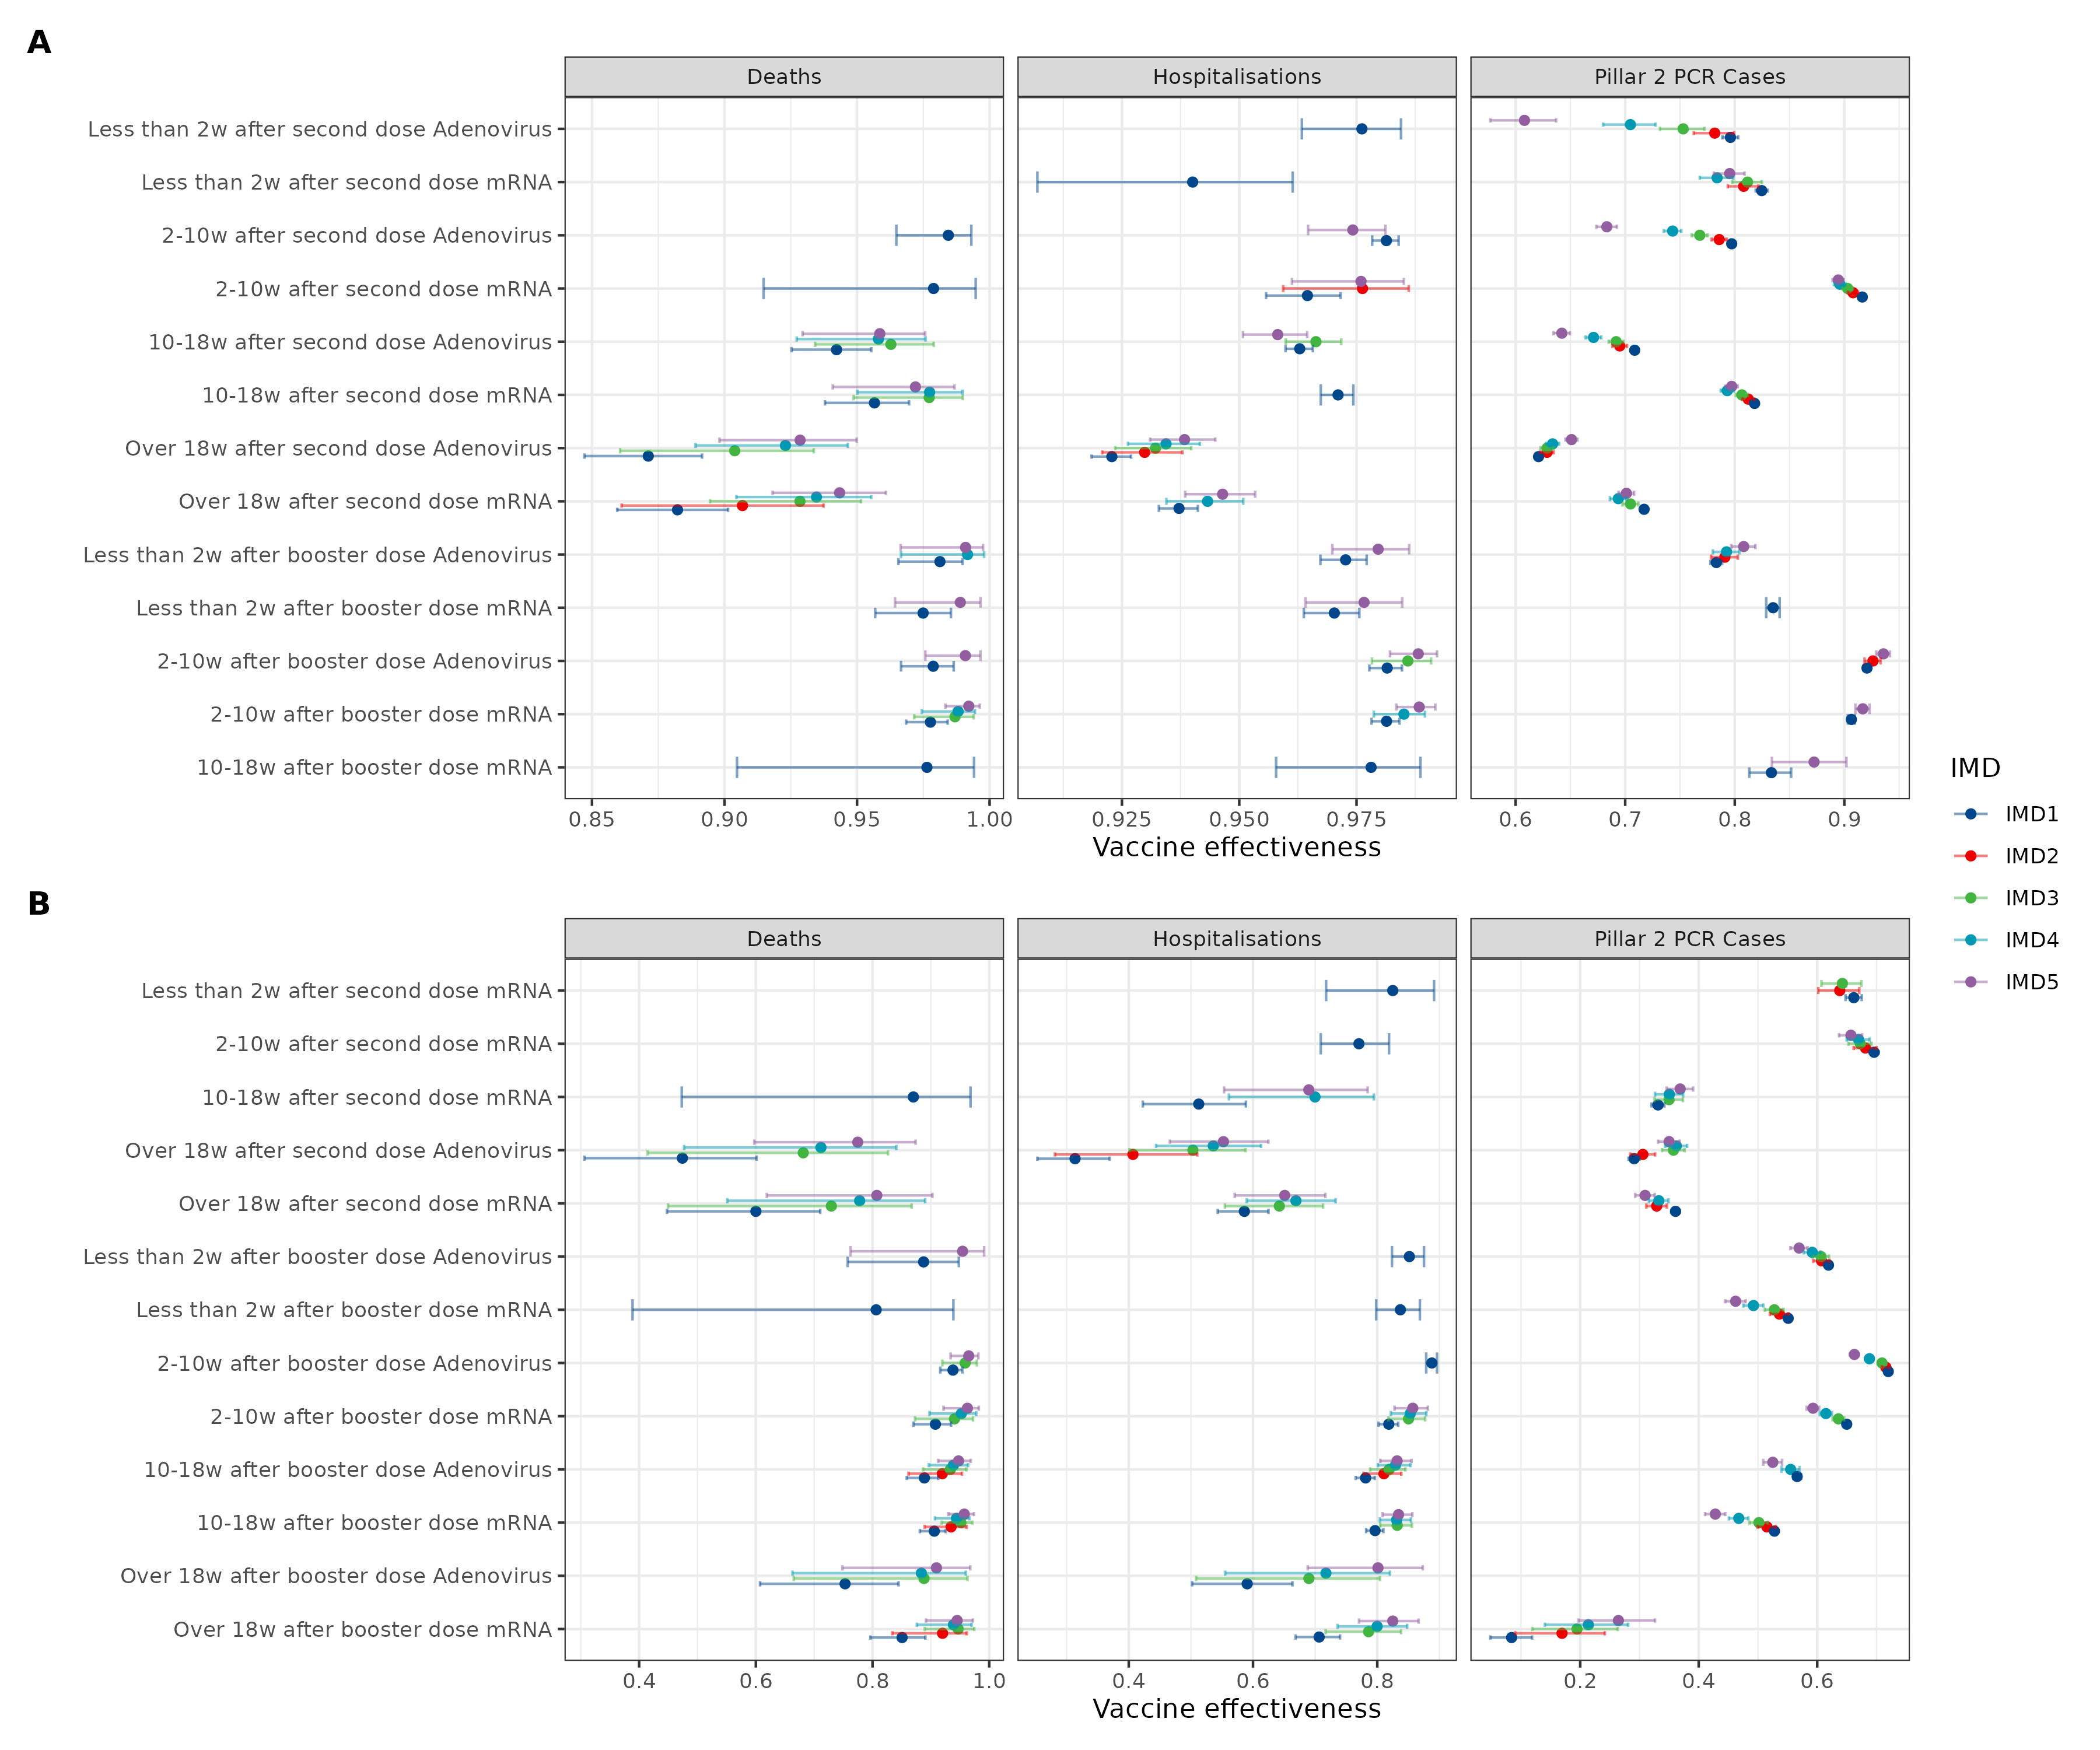 A
Deaths
Hospitalisations
Pillar 2 PCR Cases
Less than 2w after second dose Adenovirus
Less than 2w after second dose mRNA
2-10w after second dose Adenovirus
2-10w after second dose mRNA
10-18w after second dose Adenovirus
10-18w after second dose mRNA
Over 18w after second dose Adenovirus
Over 18w after second dose mRNA
Less than 2w after booster dose Adenovirus
Less than 2w after booster dose mRNA
2-10w after booster dose Adenovirus
2-10w after booster dose mRNA
10-18w after booster dose mRNA
0.85 0.90 0.95 1.00 0.925 0.950 0.975 0.6 0.7 0.8 0.9
Vaccine effectiveness
IMD
IMD1
IMD2
IMD3
IMD4
IMD5
B
Deaths
Hospitalisations
Pillar 2 PCR Cases
Less than 2w after second dose mRNA
2-10w after second dose mRNA
10-18w after second dose mRNA
Over 18w after second dose Adenovirus
Over 18w after second dose mRNA
Less than 2w after booster dose Adenovirus
Less than 2w after booster dose mRNA
2-10w after booster dose Adenovirus
2-10w after booster dose mRNA
10-18w after booster dose Adenovirus
10-18w after booster dose mRNA
Over 18w after booster dose Adenovirus
Over 18w after booster dose mRNA
0.4 0.6 0.8 1.0 0.4 0.6 0.8 0.2 0.4 0.6
Vaccine effectiveness